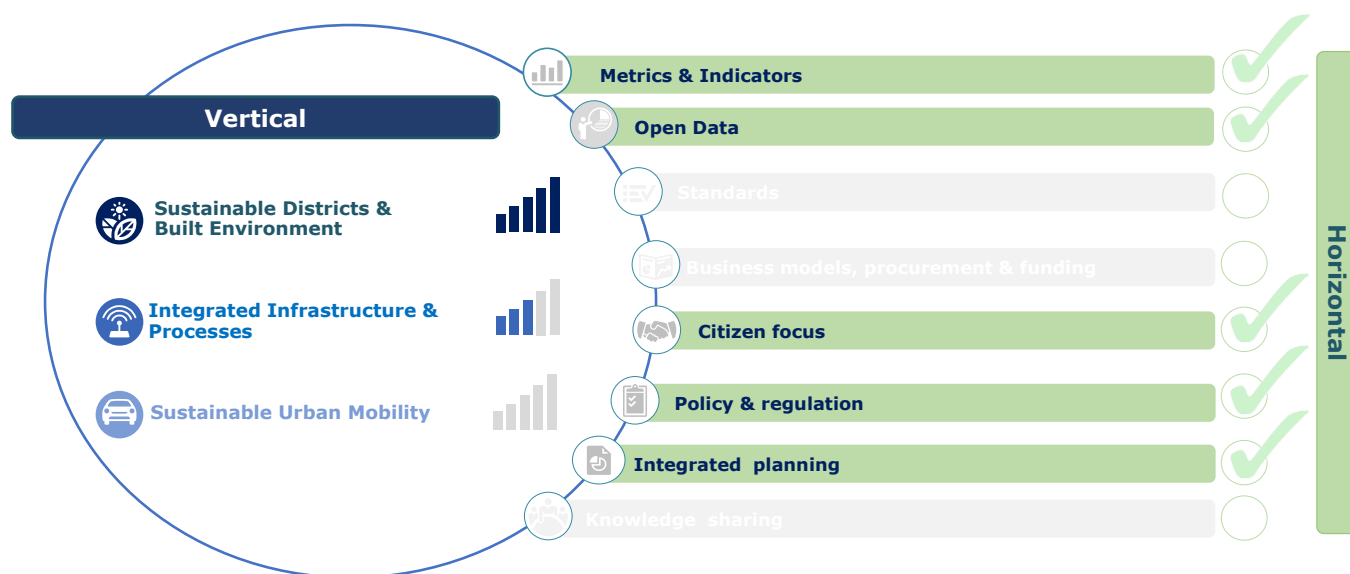 Vertical
Sustainable Districts &
Built Environment
Integrated Infrastructure &
Processes
Sustainable Urban Mobility
Metrics & Indicators
Open Data
Standards
Business models, procurement & funding
Citizen focus
Policy & regulation
Integrated planning
Knowledge sharing
Horizontal